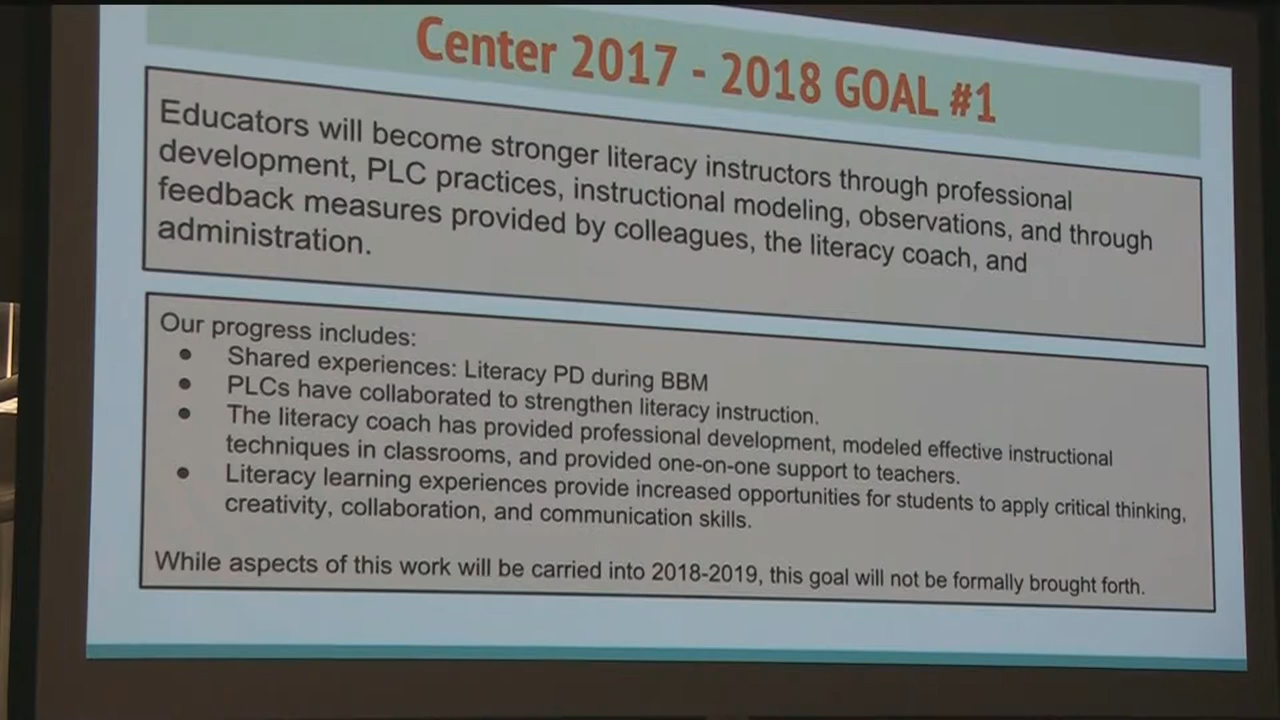 Center 2017 - 2018 GOAL #1
Educators will become stronger literacy instructors through professional
development, PLC practices, instructional modeling, observations, and through
feedback measures provided by colleagues, the literacy coach, and
administration.
Our progress includes:
● Shared experiences: Literacy PD during BBM
● PLCs have collaborated to strengthen literacy instruction.
● The literacy coach has provided professional development, modeled effective instructional
techniques in classrooms, and provided one-on-one support to teachers.
● Literacy learning experiences provide increased opportunities for students to apply critical thinking,
creativity, collaboration, and communication skills.
While aspects of this work will be carried into 2018-2019, this goal will not be formally brought forth.